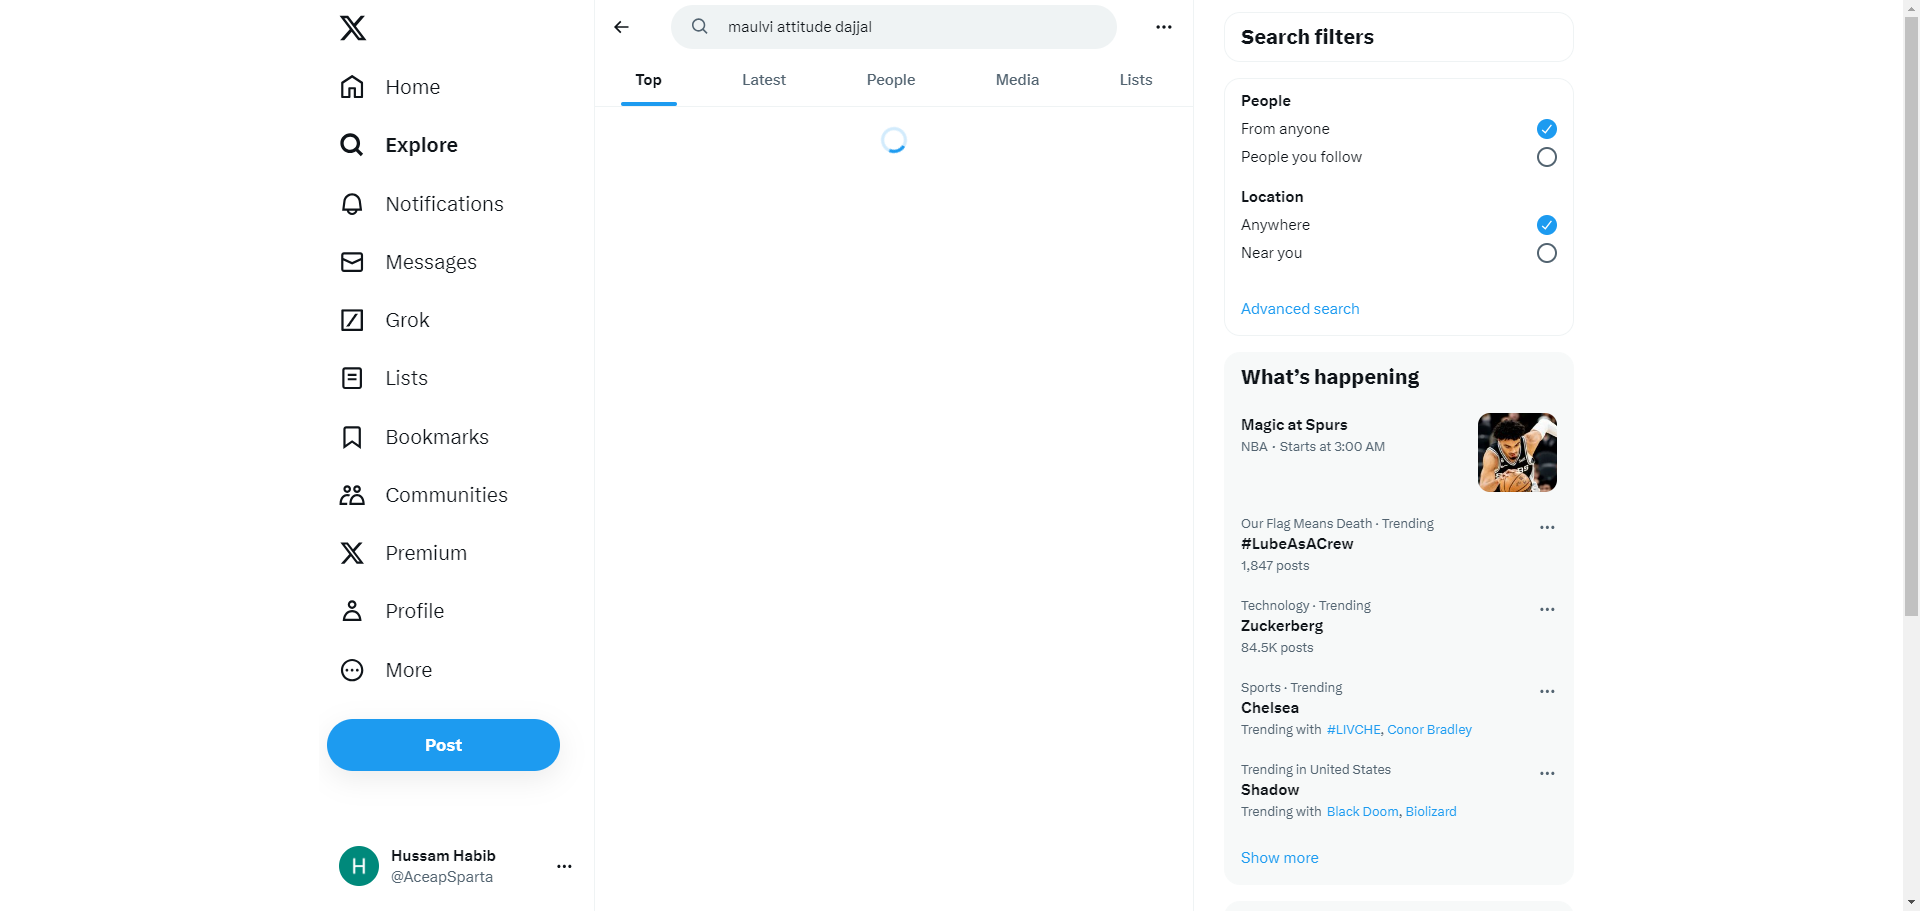 Home
Explore
Notifications
Messages
Grok
Lists
Bookmarks
Communities
Premium
Profile
More
Post
H
Hussam Habib
@AceapSparta
maulvi attitude dajjal
Top Latest People Media Lists
Search filters
People
From anyone
People you follow
Location
Anywhere
Near you
Advanced search
What’s happening
Magic at Spurs
NBA · Starts at 3:00 AM
Our Flag Means Death · Trending
#LubeAsACrew
1,847 posts
Technology · Trending
Zuckerberg
84.5K posts
Sports · Trending
Chelsea
Trending with #LIVCHE, Conor Bradley
Trending in United States
Shadow
Trending with Black Doom, Biolizard
Show more